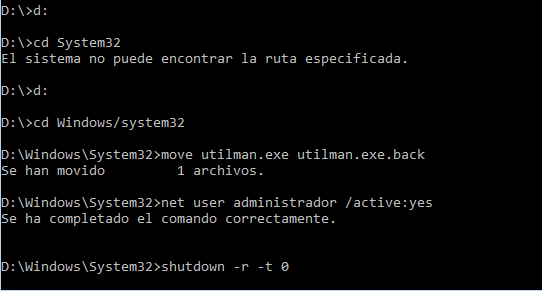 D:\>d:
D:\>cd System32
El sistema no puede encontrar la ruta especificada.
D:\>d:
D:\>cd Windows/system32
D:\Windows\System32>move utilman.exe utilman.exe.back
Se han movido         1 archivos.
D:\Windows\System32>net user administrador /active:yes
Se ha completado el comando correctamente.
D:\Windows\System32>shutdown -r -t 0